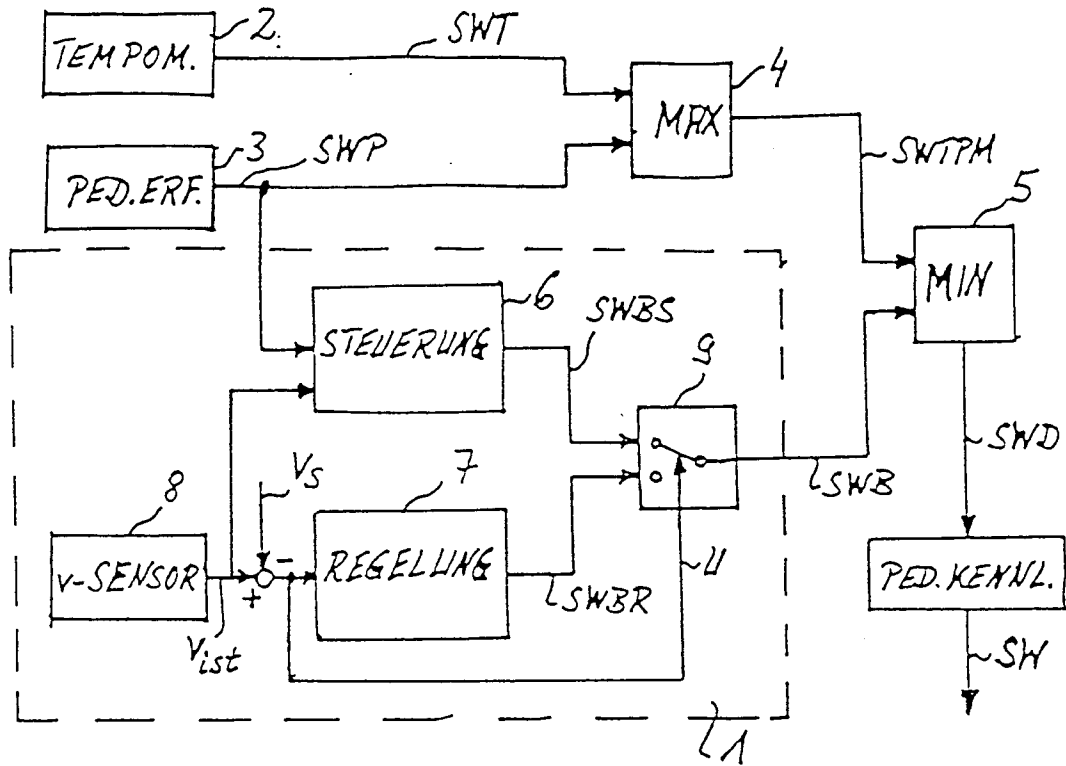 2
SWT
TEMPOM.
4
MAX
3
SWP
PED.ERF.
SWTPM
5
MIN
6
SWBS
STEUERUNG
9
SWD
SWB
7
VS
8
REGELUNG
v-SENSOR
+
-
U
SWBR
Vist
PED.KENNL.
SW
1